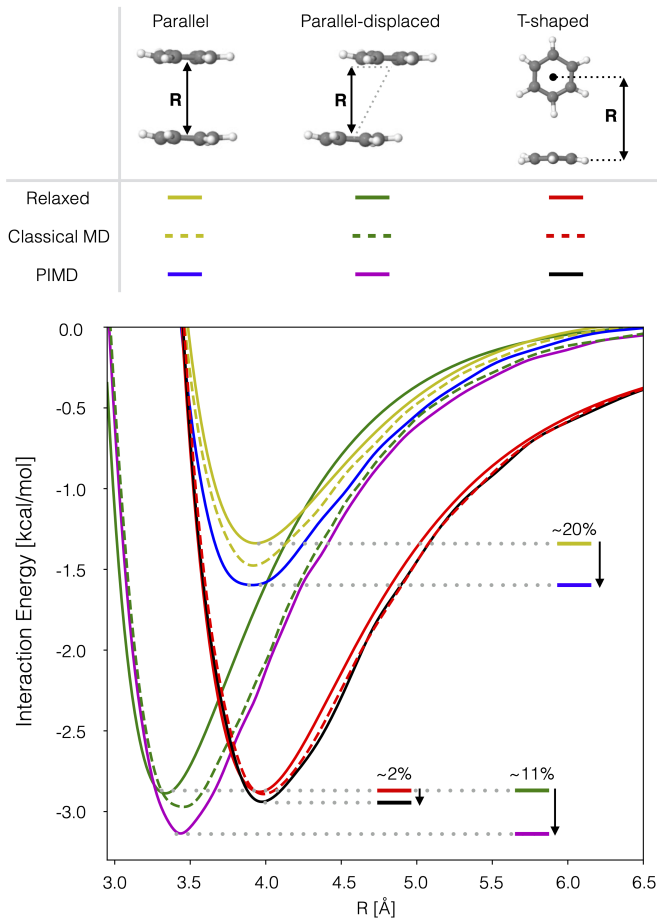 Parallel Parallel-displaced T-shaped
R R R
Relaxed
Classical MD
PIMD
Interaction Energy [kcal/mol]
0.0
-0.5
-1.0
~20%
-1.5
-2.0
-2.5
~2% ~11%
-3.0
3.0 3.5 4.0 4.5 5.0 5.5 6.0 6.5
R [Å]